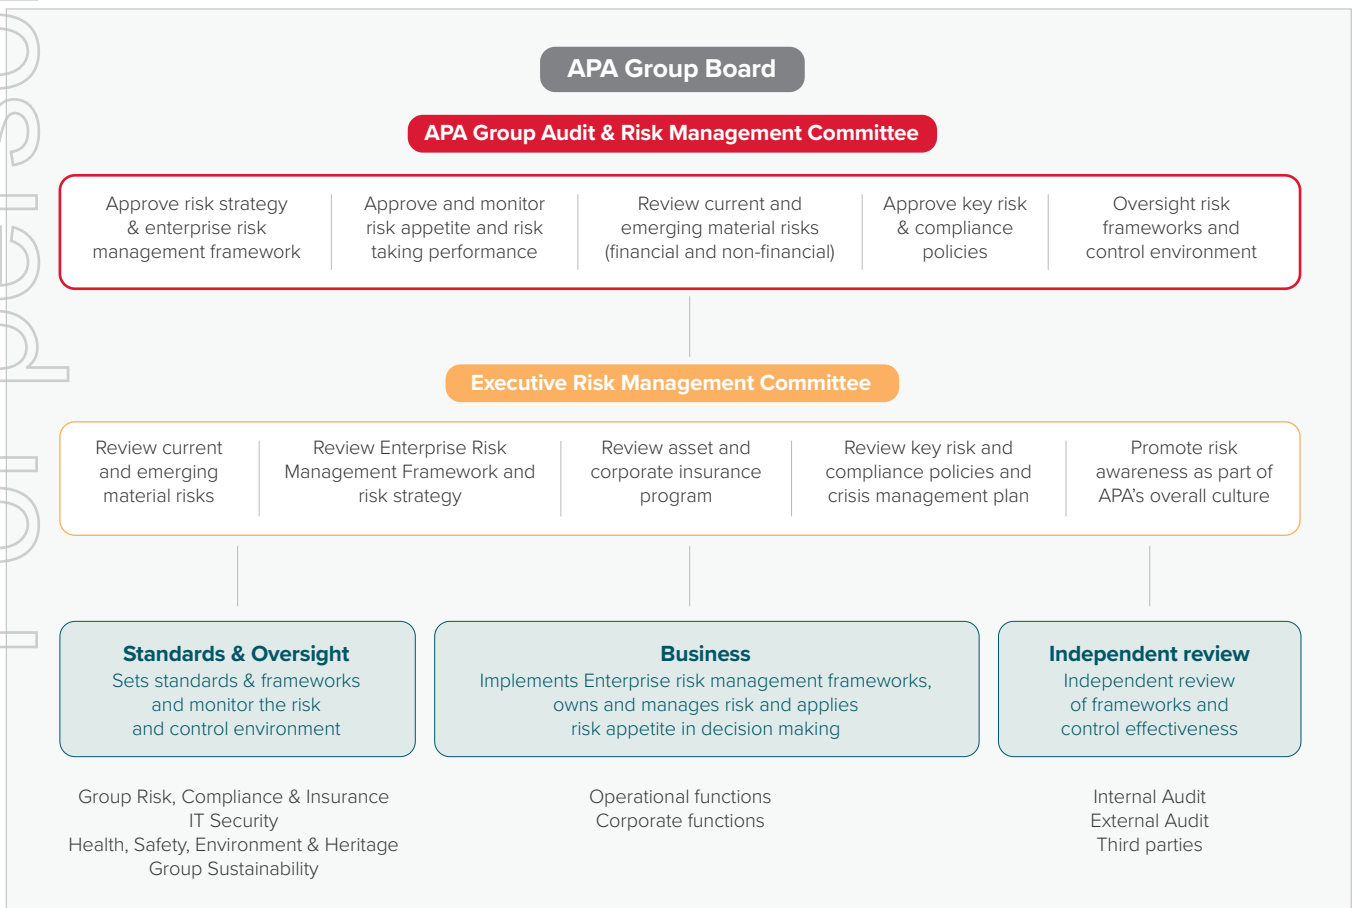 APA Group Board
APA Group Audit & Risk Management Committee
Approve risk strategy
& enterprise risk
management framework
Approve and monitor
risk appetite and risk
taking performance
Review current and
emerging material risks
(financial and non-financial)
Approve key risk
& compliance
policies
Oversight risk
frameworks and
control environment
Executive Risk Management Committee
Review current
and emerging
material risks
Review Enterprise Risk
Management Framework and
risk strategy
Review asset and
corporate insurance
program
Review key risk and
compliance policies and
crisis management plan
Promote risk
awareness as part of
APA's overall culture
Standards & Oversight
Sets standards & frameworks
and monitor the risk
and control environment
Business
Implements Enterprise risk management frameworks,
owns and manages risk and applies
risk appetite in decision making
Independent review
Independent review
of frameworks and
control effectiveness
Group Risk, Compliance & Insurance
IT Security
Health, Safety, Environment & Heritage
Group Sustainability
Operational functions
Corporate functions
Internal Audit
External Audit
Third parties